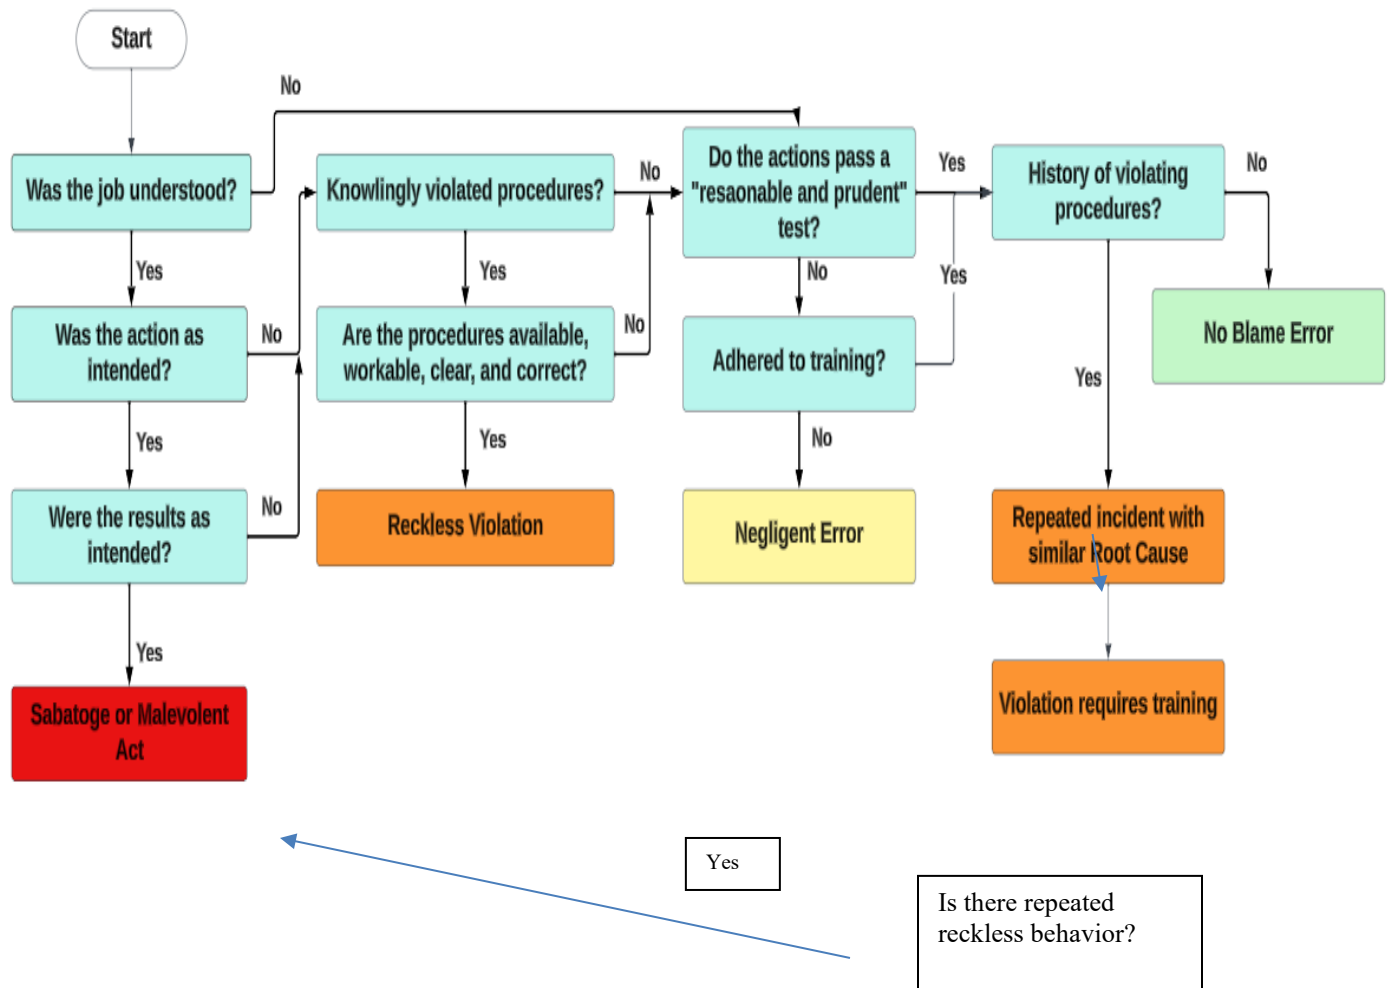 Start
No
Was the job understood?
Knowlingly violated procedures?
No
Do the actions pass a
"resaonable and prudent"
test?
Yes
History of violating
procedures?
No
Yes
Yes
No
Yes
Was the action as
intended?
No
Are the procedures available,
workable, clear, and correct?
No
Adhered to training?
No Blame Error
Yes
Yes
Yes
No
Were the results as
intended?
No
Reckless Violation
Negligent Error
Repeated incident with
similar Root Cause
Yes
Sabatoge or Malevolent
Act
Violation requires training
Yes
Is there repeated
reckless behavior?